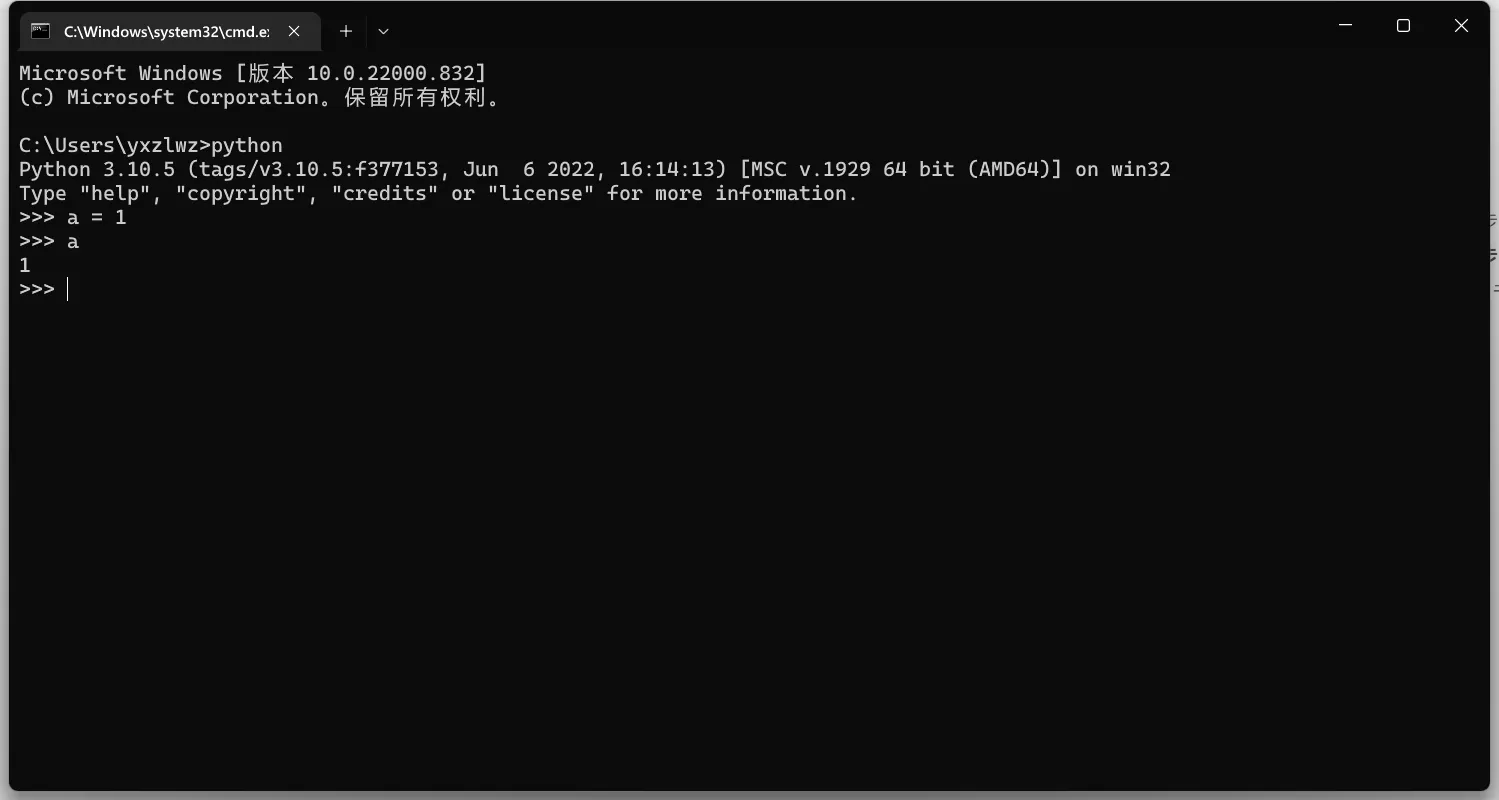 C:\Windows\system32\cmd.e
Microsoft Windows [版本 10.0.22000.832]
(c) Microsoft Corporation。保留所有权利。
C:\Users\yxzlwz>python
Python 3.10.5 (tags/v3.10.5:f377153, Jun  6 2022, 16:14:13) [MSC v.1929 64 bit (AMD64)] on win32
Type "help", "copyright", "credits" or "license" for more information.
>>> a = 1
>>> a
1
>>>